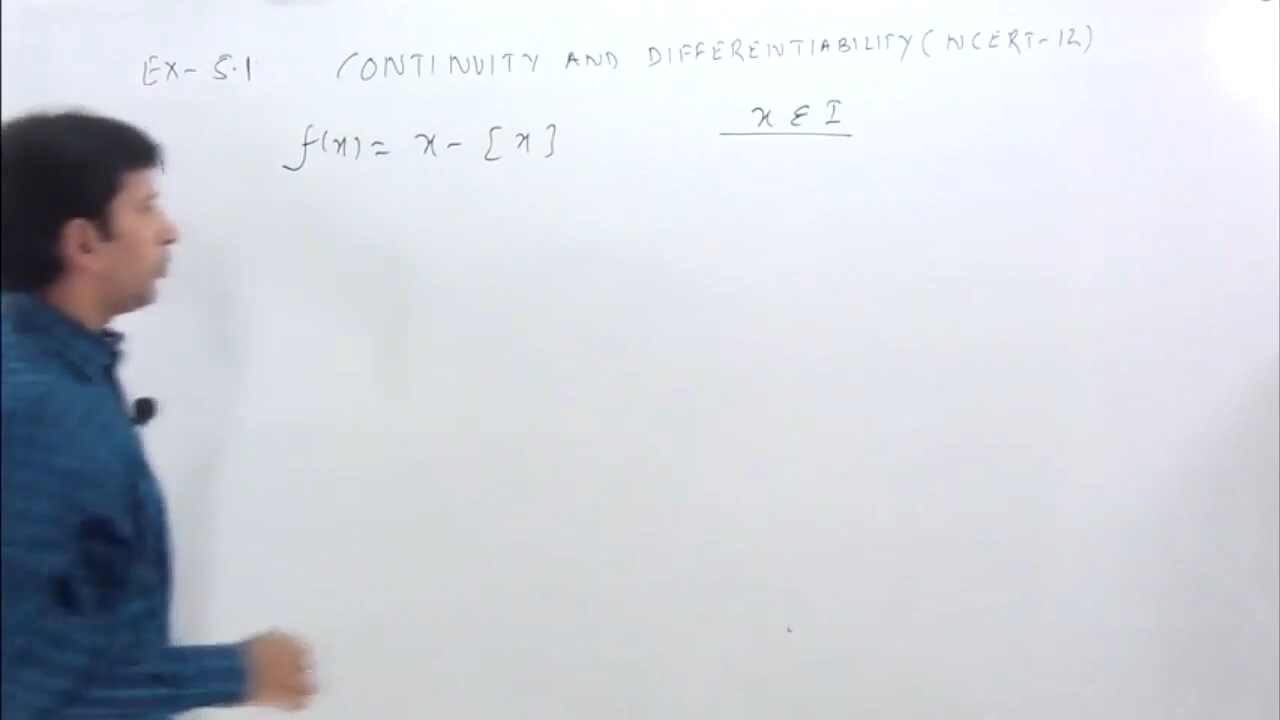 EX- 5.1 CONTINUITY AND DIFFERENTIABILITY (NCERT-12)
f(x) = x - [x] x ε I